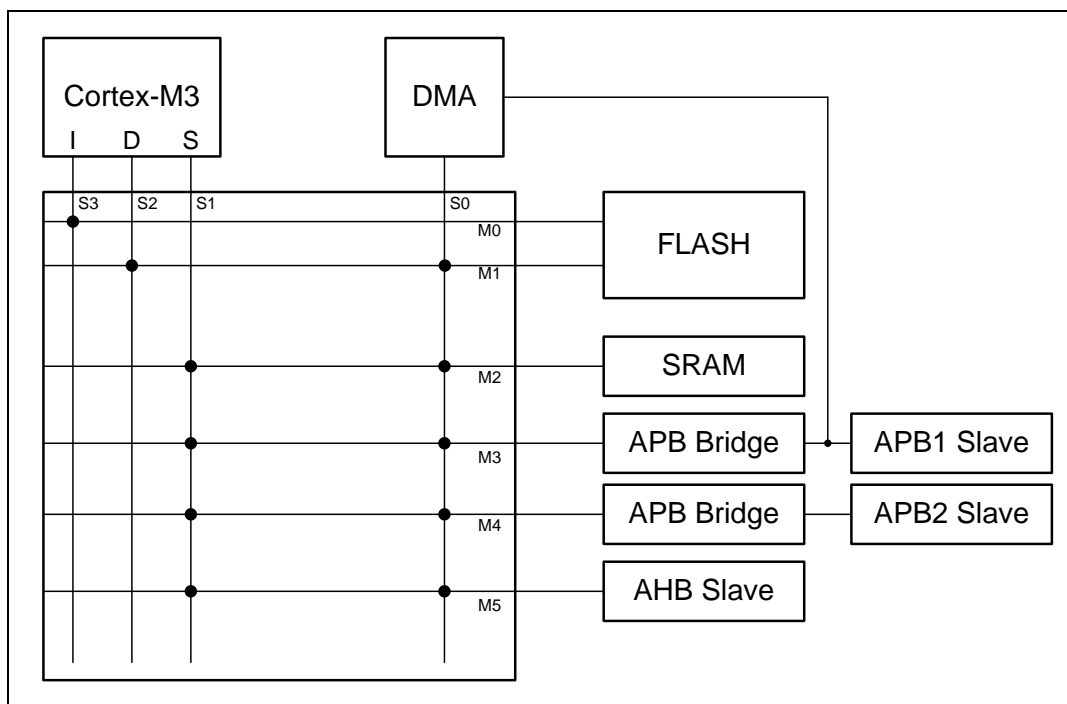 Cortex-M3
DMA
I D S
S3 S2 S1 S0
M0
FLASH
M1
SRAM
M2
APB Bridge APB1 Slave
M3
APB Bridge APB2 Slave
M4
AHB Slave
M5